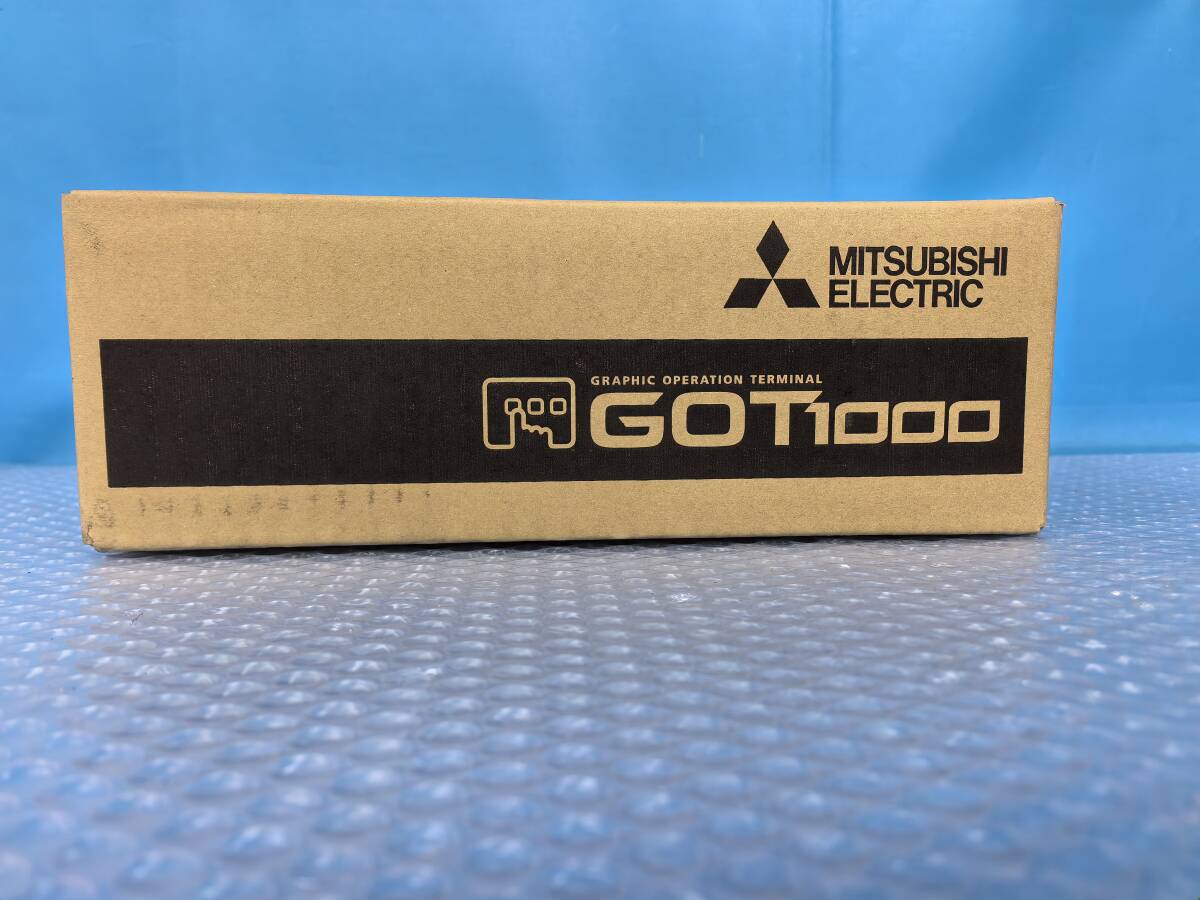 MITSUBISHI
ELECTRIC
GRAPHIC OPERATION TERMINAL
GOT1000